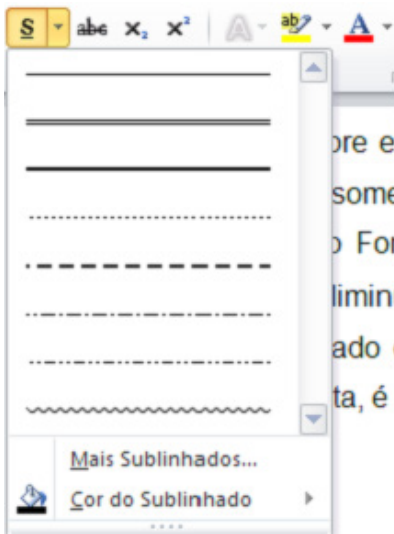 S abc x₂ x² A ab A
ore e
some
o For
limin
ado
ta, é
Mais Sublinhados...
Cor do Sublinhado